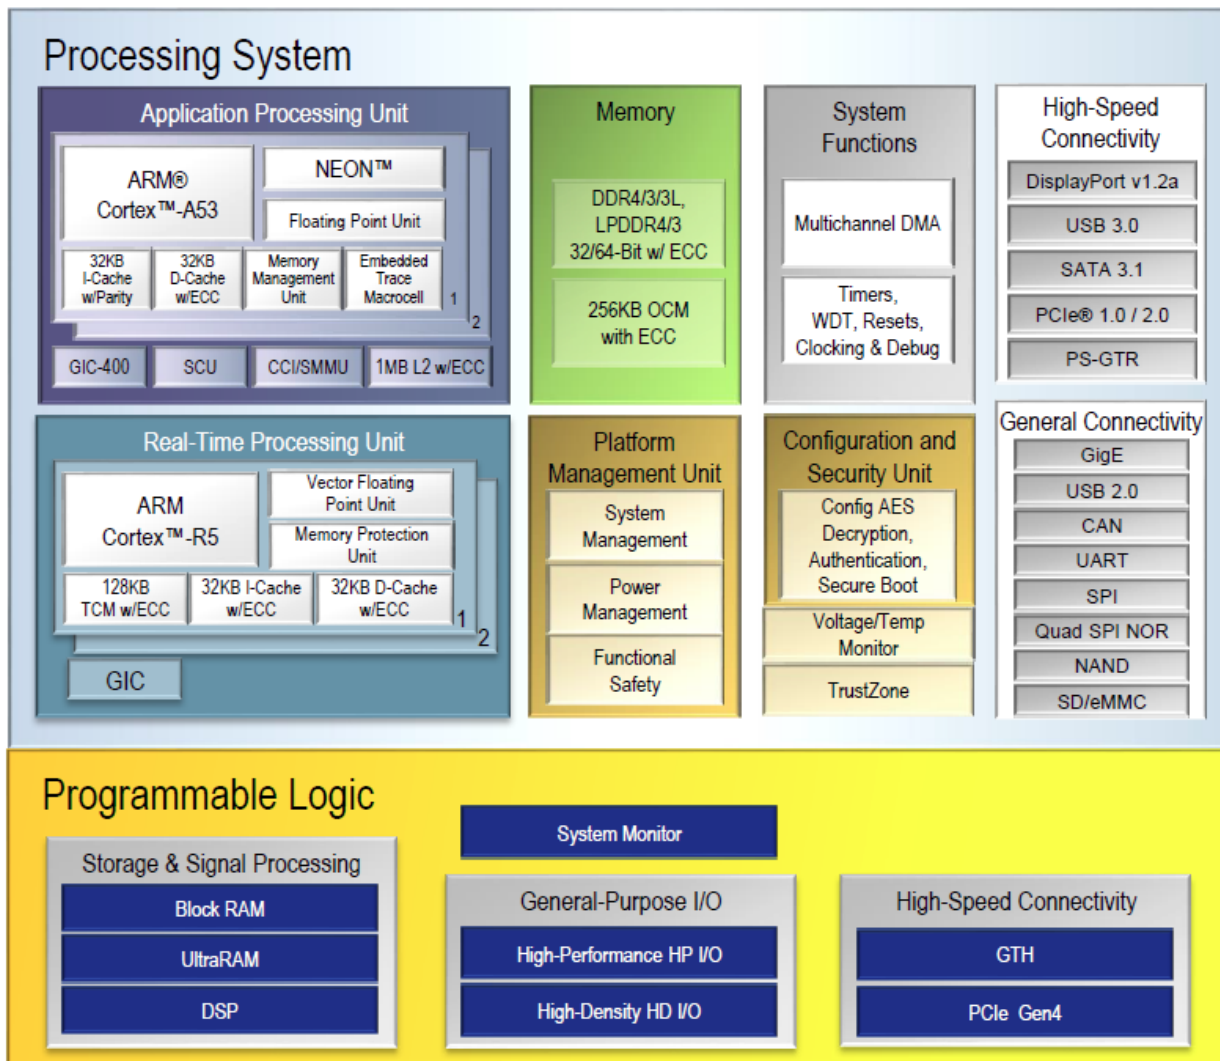 Processing System
Application Processing Unit
ARM®
Cortex™-A53
NEON™
Floating Point Unit
32KB
I-Cache
w/Parity
32KB
D-Cache
w/ECC
Memory
Management
Unit
Embedded
Trace
Macrocell
1
2
GIC-400
SCU
CCI/SMMU
1MB L2 w/ECC
Memory
DDR4/3/3L,
LPDDR4/3
32/64-Bit w/ ECC
256KB OCM
with ECC
System
Functions
Multichannel DMA
Timers,
WDT, Resets,
Clocking & Debug
High-Speed
Connectivity
DisplayPort v1.2a
USB 3.0
SATA 3.1
PCIe® 1.0 / 2.0
PS-GTR
Real-Time Processing Unit
ARM
Cortex™-R5
Vector Floating
Point Unit
Memory Protection
Unit
128KB
TCM w/ECC
32KB I-Cache
w/ECC
32KB D-Cache
w/ECC
1
2
GIC
Platform
Management Unit
System
Management
Power
Management
Functional
Safety
Configuration and
Security Unit
Config AES
Decryption,
Authentication,
Secure Boot
Voltage/Temp
Monitor
TrustZone
General Connectivity
GigE
USB 2.0
CAN
UART
SPI
Quad SPI NOR
NAND
SD/eMMC
Programmable Logic
Storage & Signal Processing
Block RAM
UltraRAM
DSP
System Monitor
General-Purpose I/O
High-Performance HP I/O
High-Density HD I/O
High-Speed Connectivity
GTH
PCIe Gen4